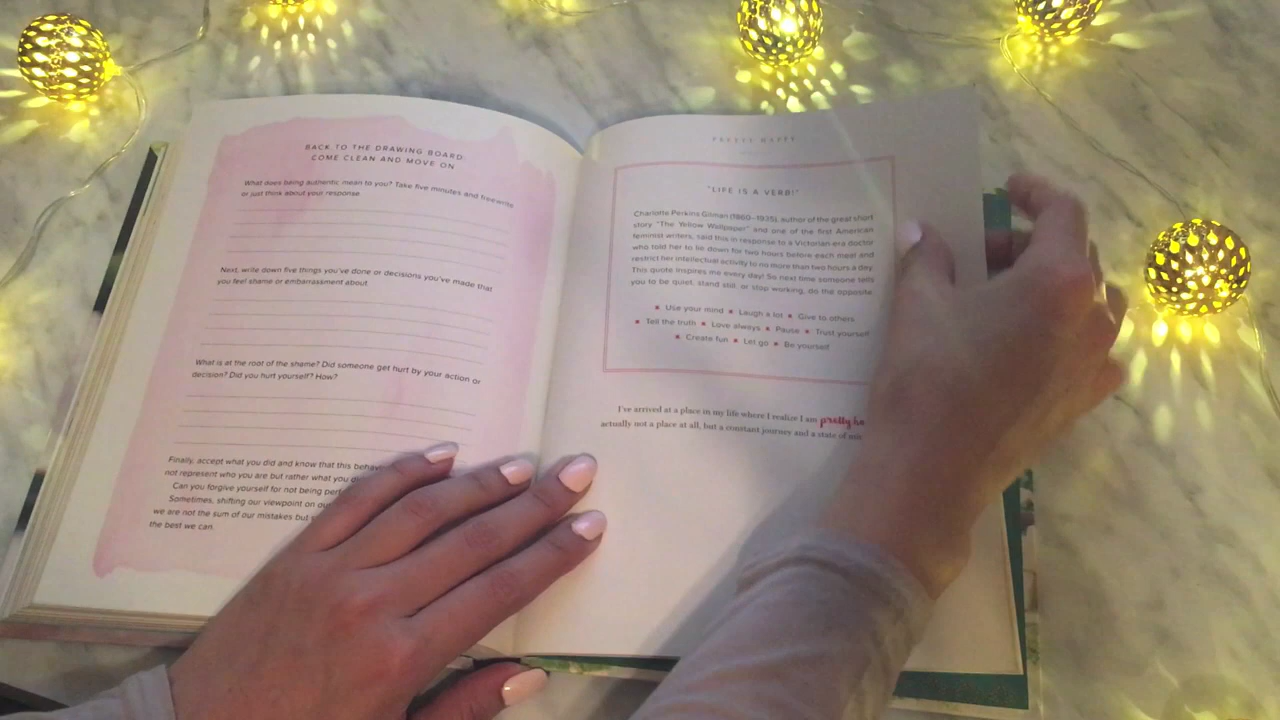 BACK TO THE DRAWING BOARD:
COME CLEAN AND MOVE ON
What does being authentic mean to you? Take five minutes and freewrite
or just think about your response.
Next, write down five things you've done or decisions you've made that
you feel shame or embarrassment about.
What is at the root of the shame? Did someone get hurt by your action or
decision? Did you hurt yourself? How?
Finally, accept what you did and know that this
not represent who you are but rather what you
Can you forgive yourself for not being
Sometimes, shifting our viewpoint on
we are not the sum of our mistakes but
the best we can.
PRETTY HAPPY
"LIFE IS A VERB!"
Charlotte Perkins Gilman (1860–1935), author of the great short
story "The Yellow Wallpaper" and one of the first American
feminist writers, said this in response to a Victorian era doctor
who told her to lie down for two hours before each meal and
restrict her intellectual activity to no more than two hours a day.
This quote inspires me every day! So next time someone tells
you to be quiet, stand still, or stop working, do the opposite.
▪ Use your mind ▪ Laugh a lot ▪ Give to others
▪ Tell the truth ▪ Love always ▪ Pause ▪ Trust yourself
▪ Create fun ▪ Let go ▪ Be yourself
I've arrived at a place in my life where I realize I am pretty
actually not a place at all, but a constant journey and a state of